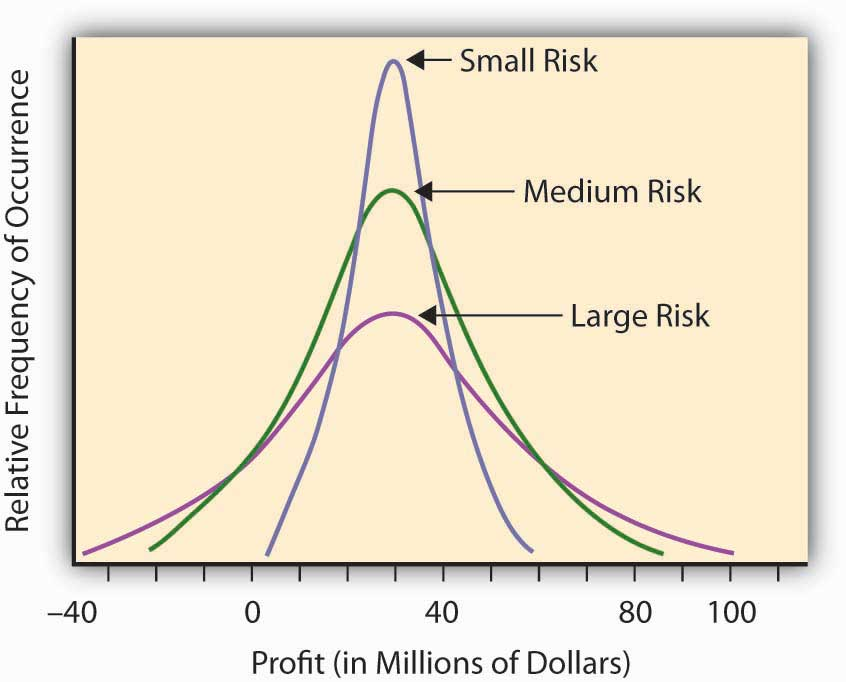 Relative Frequency of Occurrence
Small Risk
Medium Risk
Large Risk
–40 0 40 80 100
Profit (in Millions of Dollars)